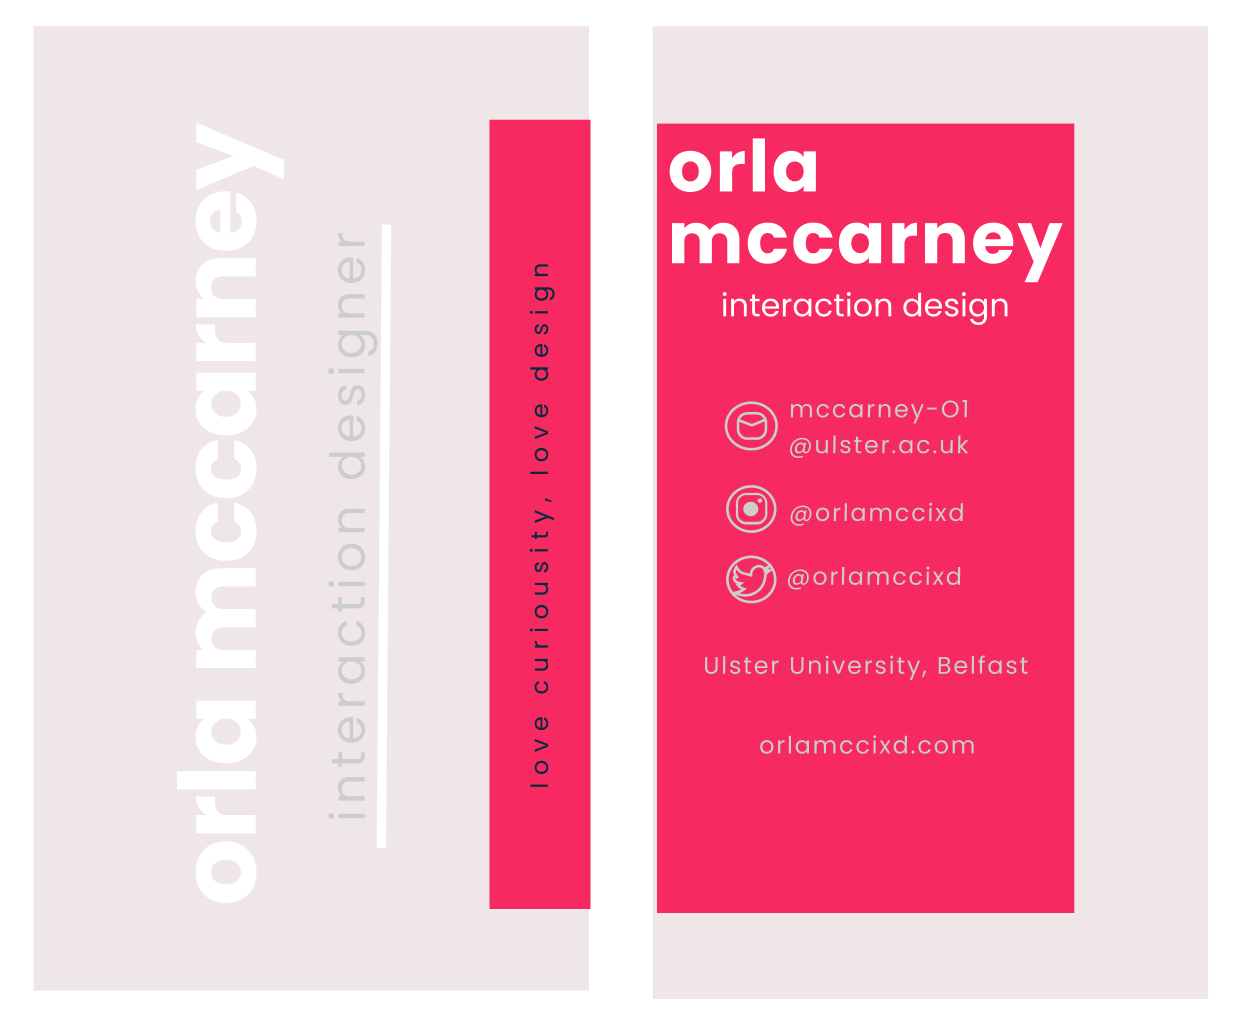 orla mccarney
interaction designer
love curiousity, love design
orla
mccarney
interaction design
mccarney-01
@ulster.ac.uk
@orlamccixd
@orlamccixd
Ulster University, Belfast
orlamccixd.com